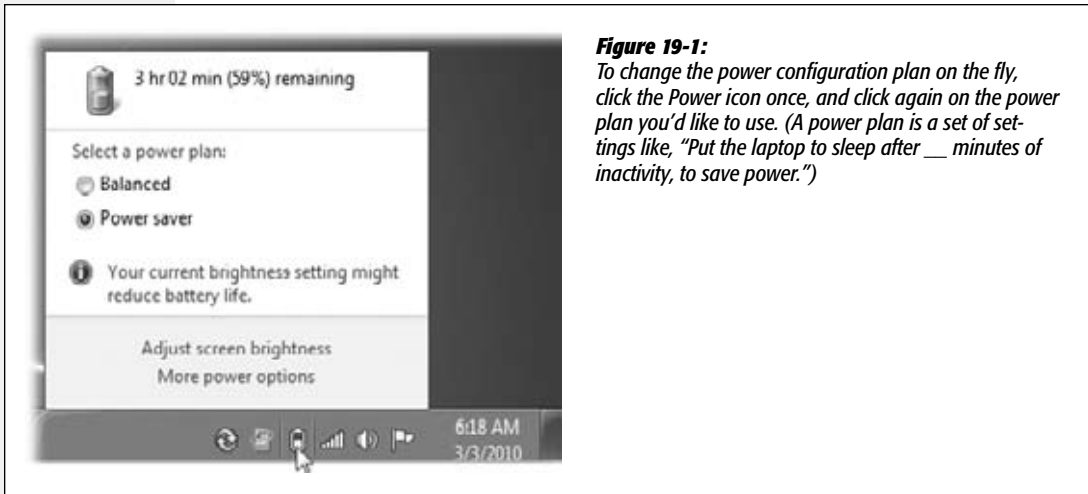 3 hr 02 min (59%) remaining
Select a power plan:
Balanced
Power saver
Your current brightness setting might
reduce battery life.
Adjust screen brightness
More power options
6:18 AM
3/3/2010
Figure 19-1:
To change the power configuration plan on the fly,
click the Power icon once, and click again on the power
plan you'd like to use. (A power plan is a set of set-
tings like, "Put the laptop to sleep after __ minutes of
inactivity, to save power.")